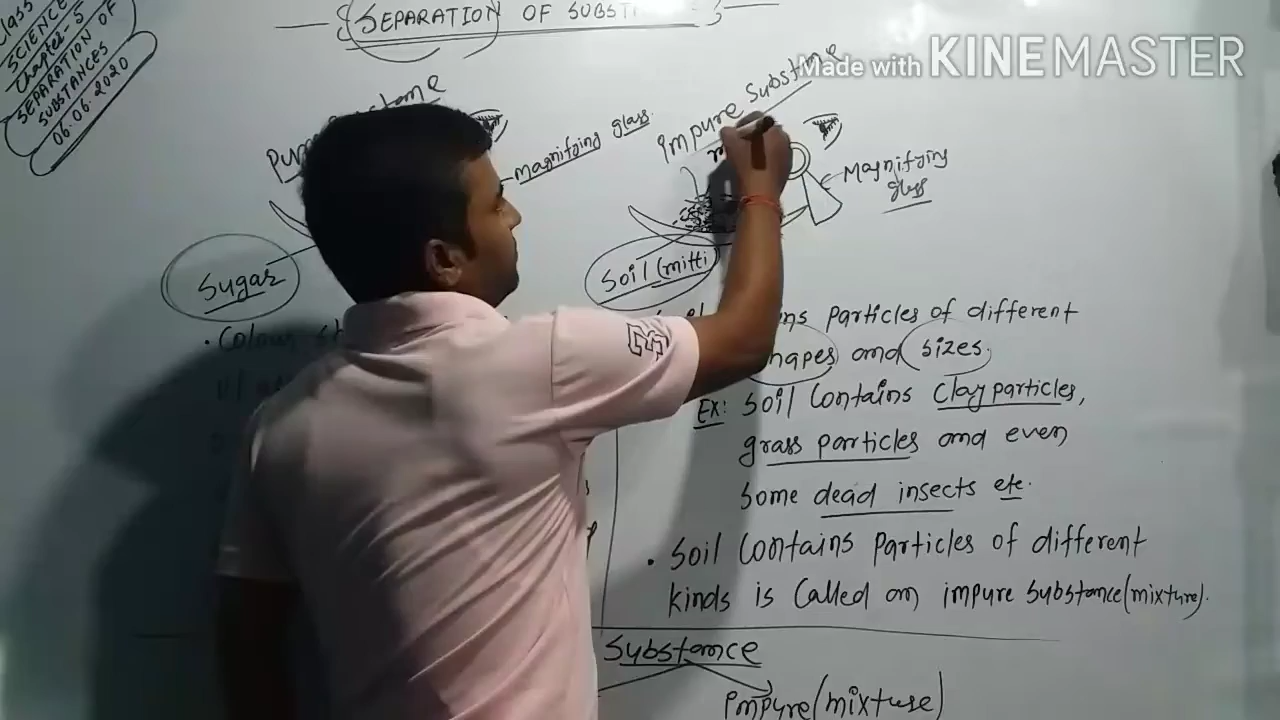 Class
SCIENCE
Chapter-5
SEPARATION OF
SUBSTANCES
06.06.2020
SEPARATION OF SUBST
Made with KINEMASTER
magnifying glass
Sugar
Colour
Impure Substance
Magnifying
glass
Soil (mitti
particles of different
and sizes.
Ex: Soil Contains Clay particles,
grass particles and even
Some dead insects etc.
• Soil Contains Particles of different
kinds is Called an impure Substance (mixture).
Substance
Impure (mixture)